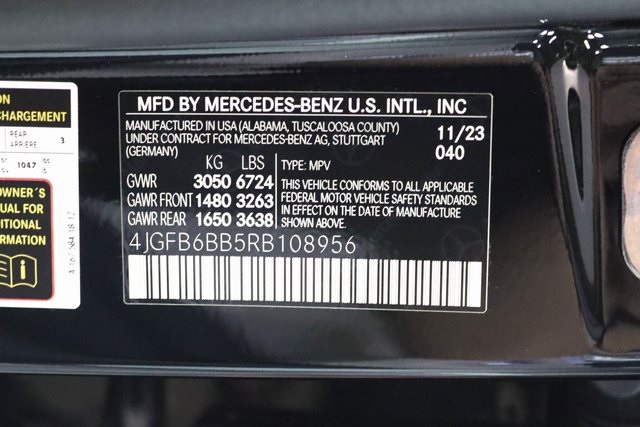 ON
CHARGEMENT
REAR
ARRIÈRE 3
1047
OWNER´S
UAL FOR
DITIONAL
MATION
MFD BY MERCEDES-BENZ U.S. INTL., INC
MANUFACTURED IN USA (ALABAMA, TUSCALOOSA COUNTY) 11/23
UNDER CONTRACT FOR MERCEDES-BENZ AG, STUTTGART 040
(GERMANY)
KG LBS TYPE: MPV
GVWR 3050 6724 THIS VEHICLE CONFORMS TO ALL APPLICABLE
GAWR FRONT 1480 3263 FEDERAL MOTOR VEHICLE SAFETY STANDARDS
IN EFFECT ON THE DATE OF MANUFACTURE
GAWR REAR 1650 3638 SHOWN ABOVE.
4JGFB6BB5RB108956